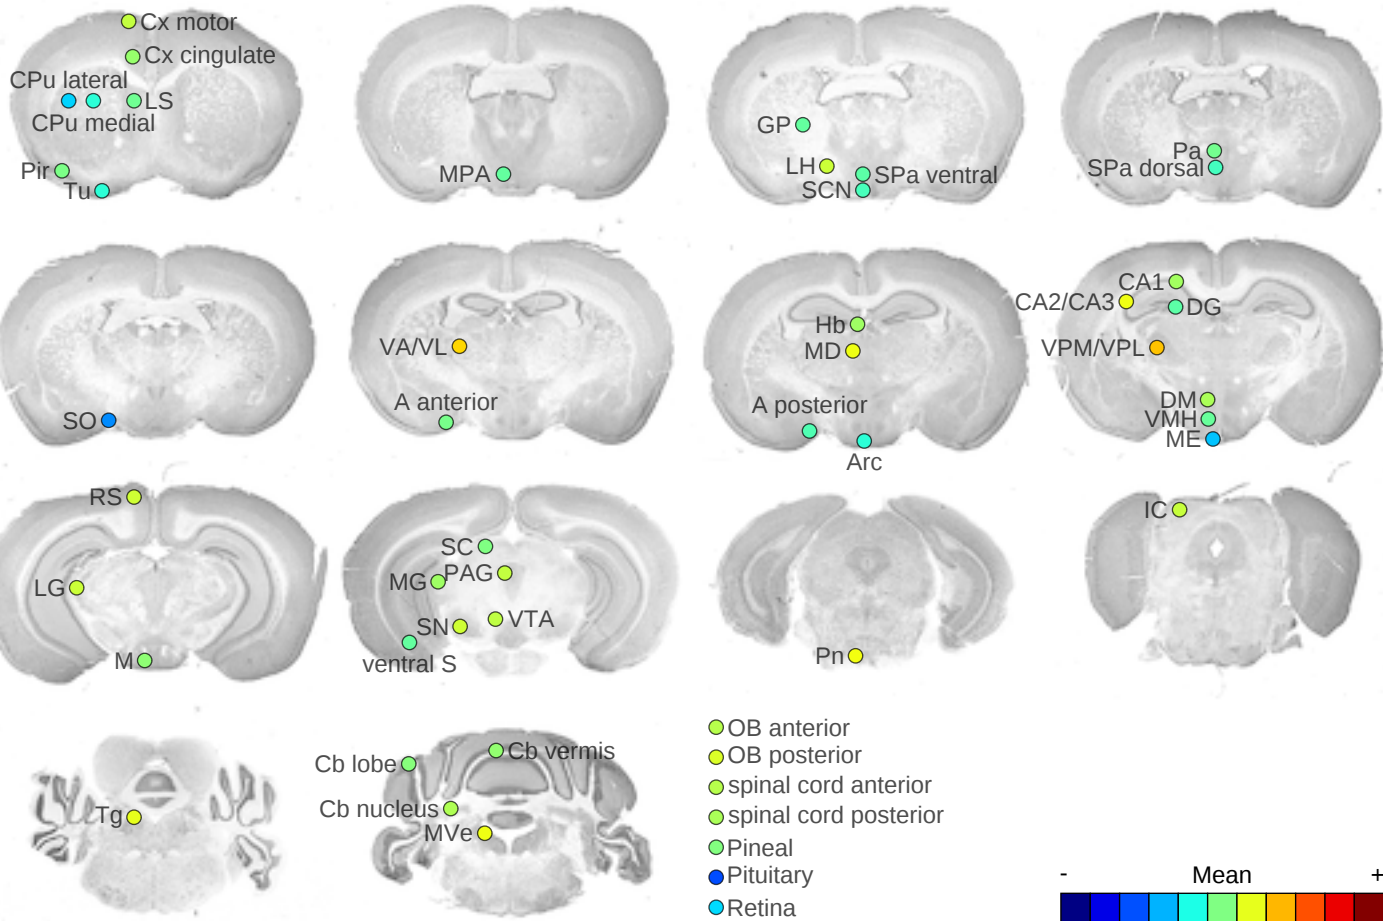 Cx motor
Cx cingulate
CPu lateral
LS
CPu medial
Pir
Tu
MPA
GP
LH
SPa ventral
SCN
Pa
SPa dorsal
SO
VA/VL
A anterior
Hb
MD
A posterior
Arc
CA1
CA2/CA3
DG
VPM/VPL
DM
VMH
ME
RS
LG
M
SC
MG
PAG
SN
VTA
ventral S
Pn
IC
Tg
Cb lobe
Cb vermis
Cb nucleus
MVe
OB anterior
OB posterior
spinal cord anterior
spinal cord posterior
Pineal
Pituitary
Retina
- Mean +